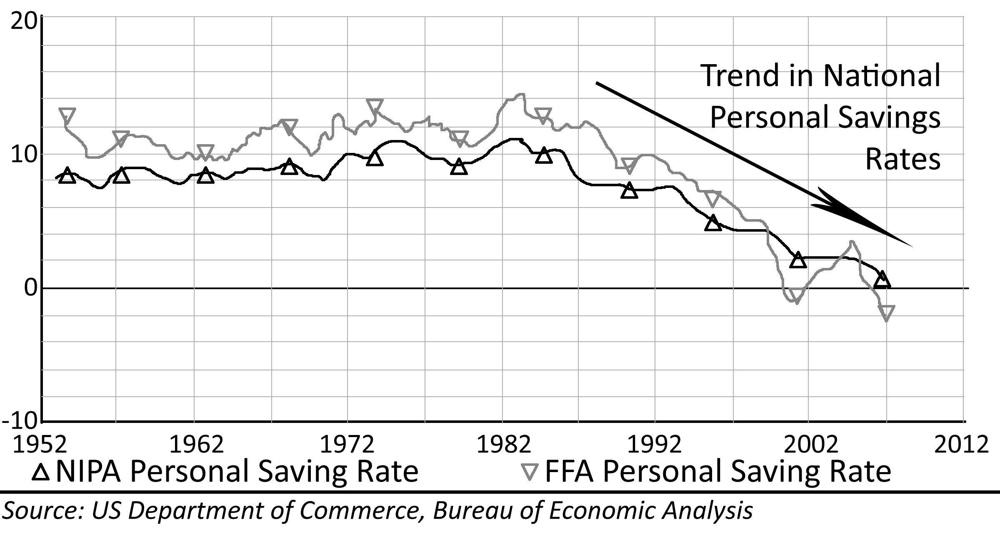 20
Trend in National
Personal Savings
Rates
10
0
-10
1952 1962 1972 1982 1992 2002 2012
NIPA Personal Saving Rate FFA Personal Saving Rate
Source: US Department of Commerce, Bureau of Economic Analysis